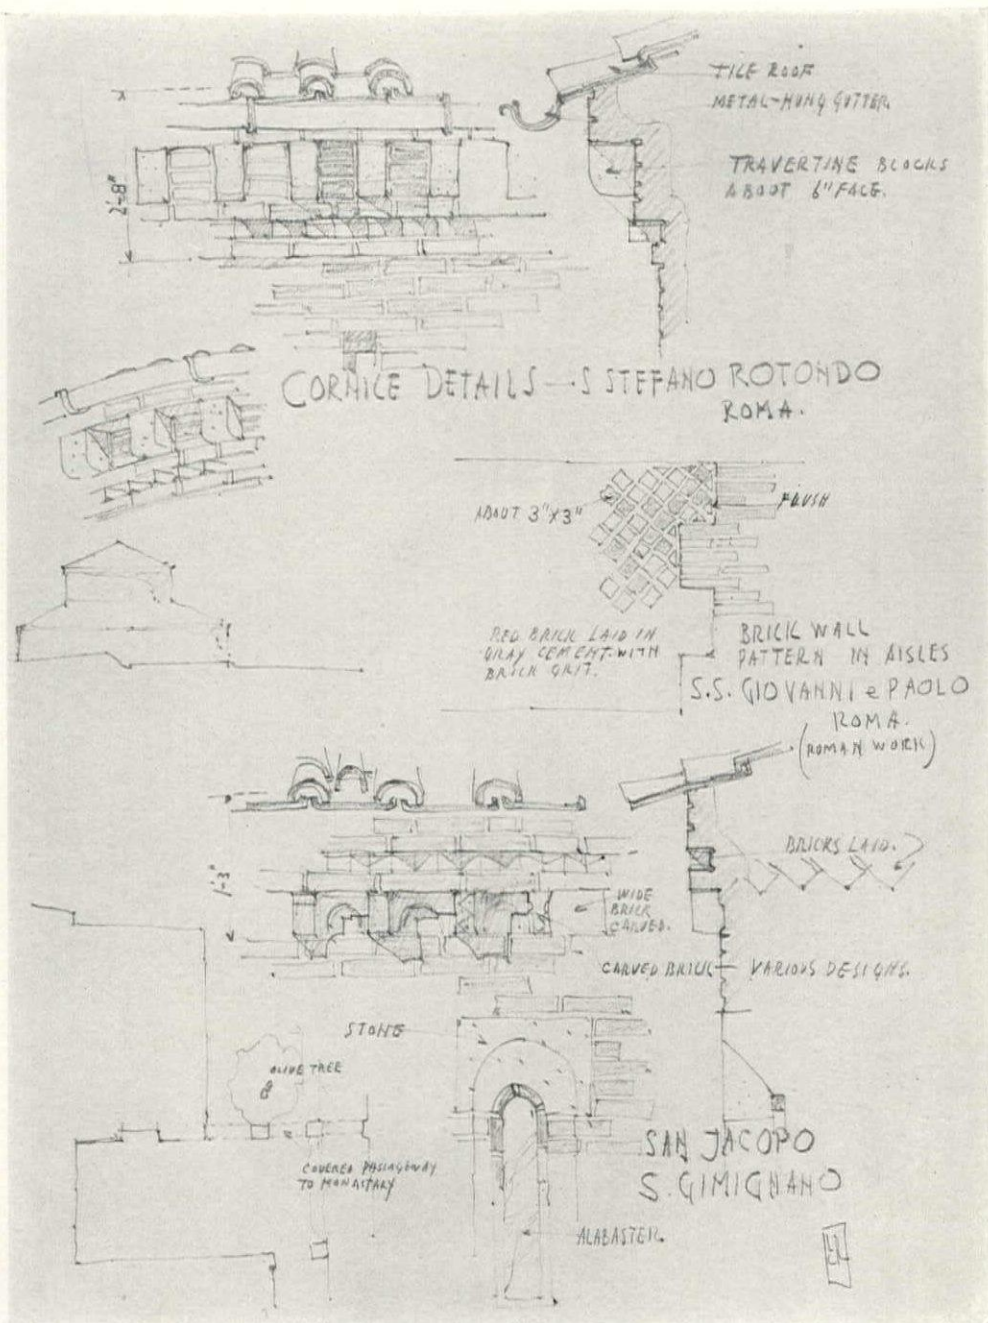 TILE ROOF
METAL-HUNG GUTTER.
TRAVERTINE BLOCKS
ABOUT 6" FACE.
2'-8"
CORNICE DETAILS — S STEFANO ROTONDO
ROMA.
ABOUT 3"X3"
FLUSH
RED BRICK LAID IN
GRAY CEMENT WITH
BRICK GRIT.
BRICK WALL
PATTERN IN AISLES
S.S. GIOVANNI e PAOLO
ROMA.
(ROMAN WORK)
BRICKS LAID.
1'-3"
WIDE
BRICK
CARVED.
CARVED BRICK — VARIOUS DESIGNS.
STONE
OLIVE TREE
COVERED PASSAGEWAY
TO MONASTARY
SAN JACOPO
S. GIMIGNANO
ALABASTER.